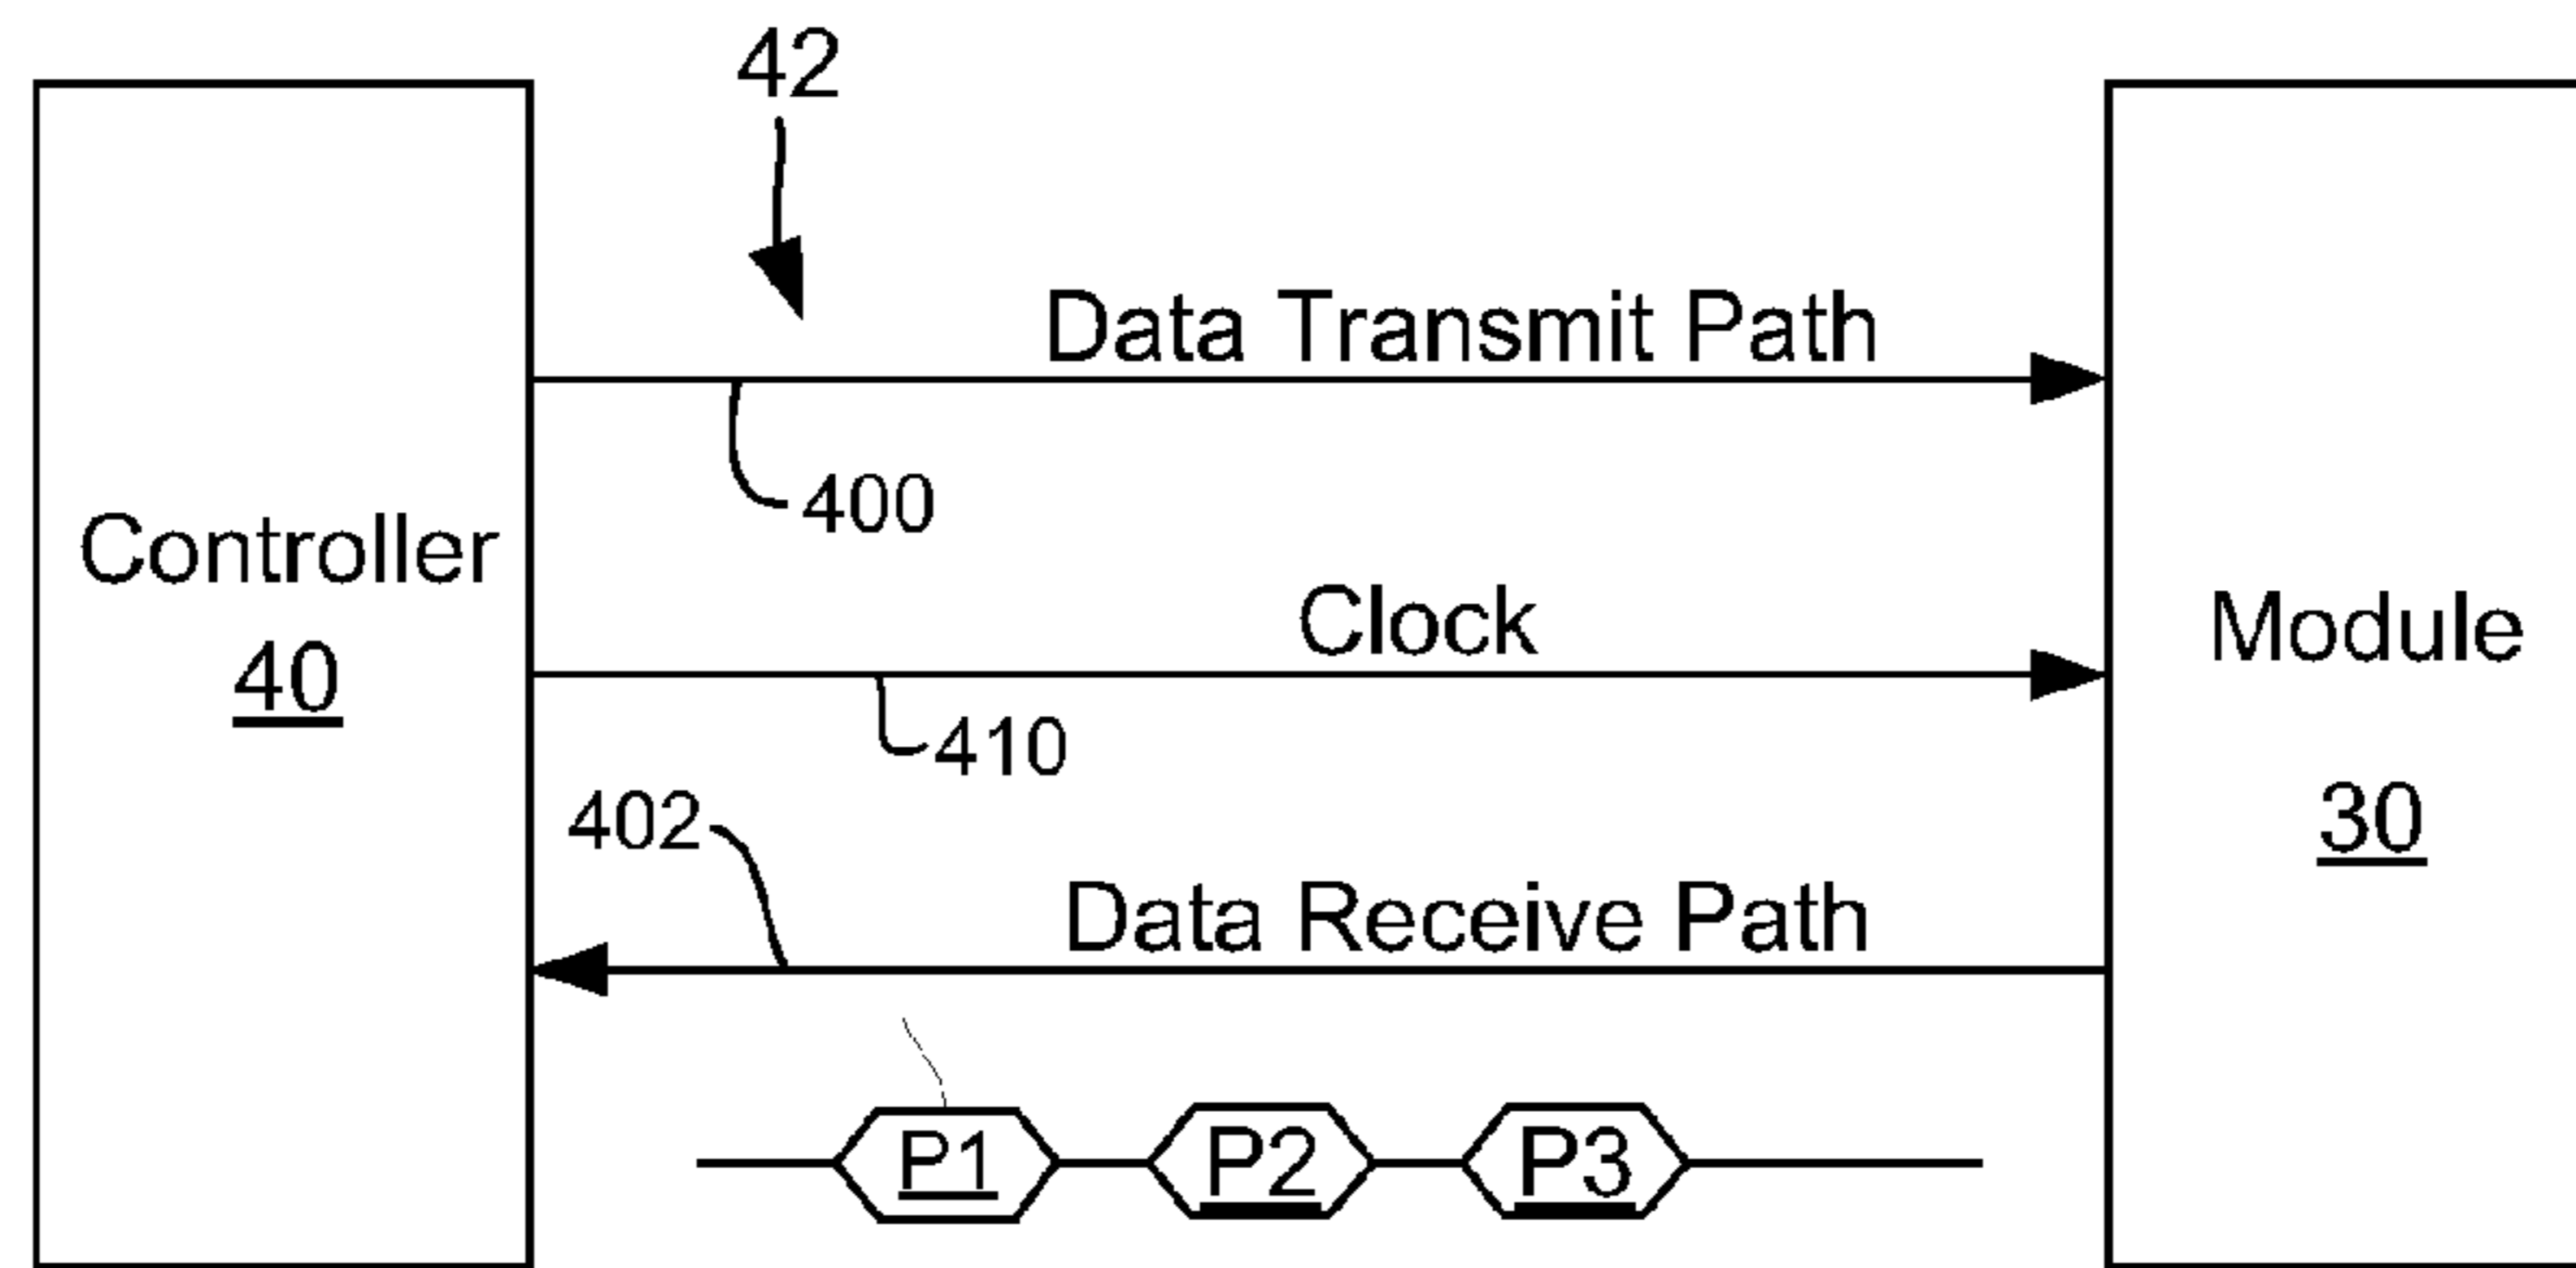 42
Data Transmit Path
400
Controller
40
Clock
410
Module
30
402
Data Receive Path
P1 P2 P3